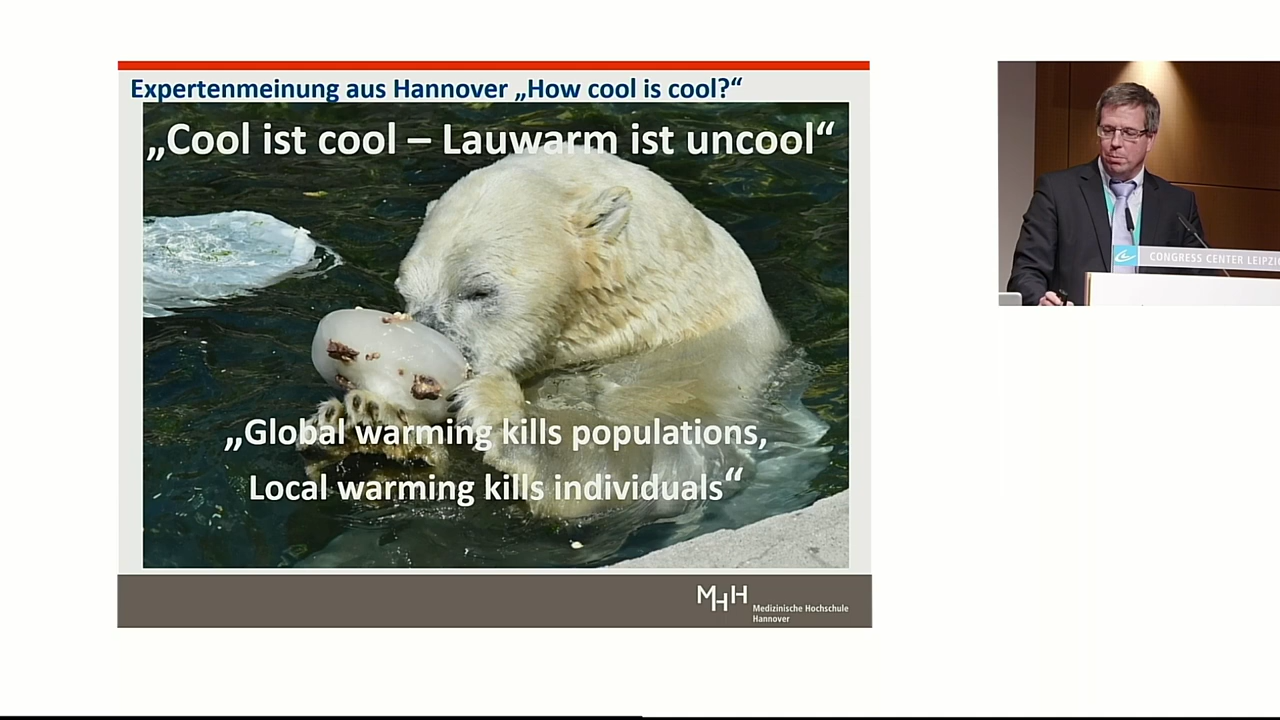 Expertenmeinung aus Hannover „How cool is cool?“
„Cool ist cool – Lauwarm ist uncool“
„Global warming kills populations,
Local warming kills individuals“
MHH
Medizinische Hochschule
Hannover
CONGRESS CENTER LEIPZIG